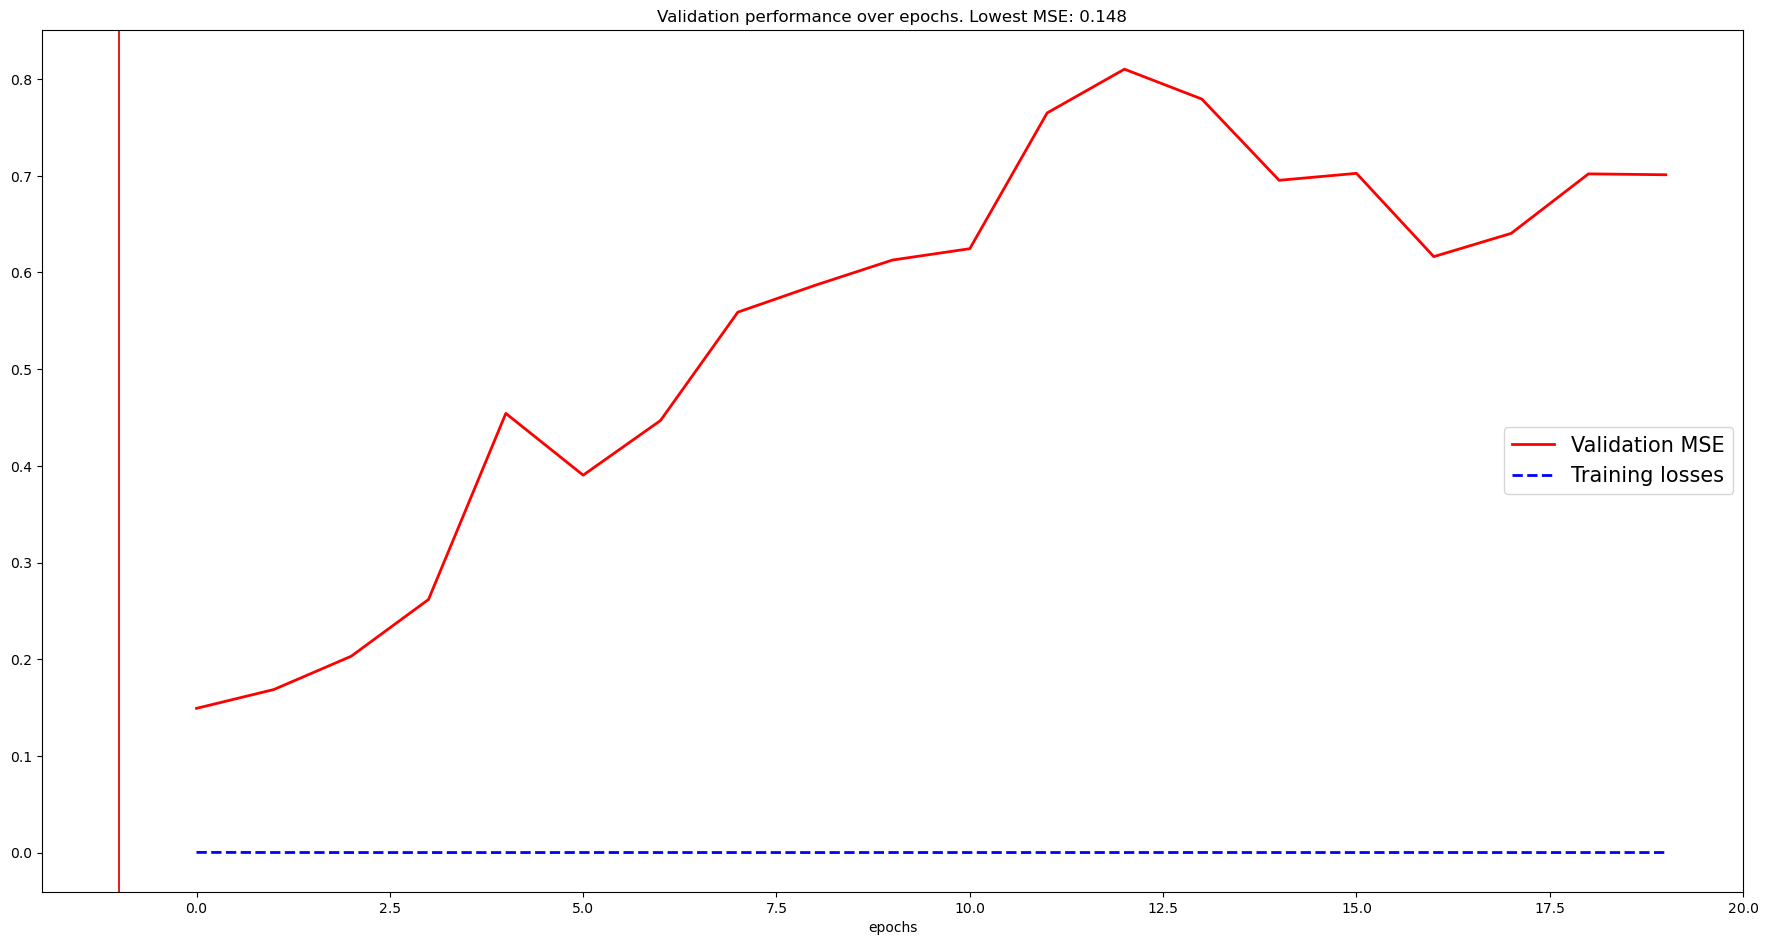 Validation performance over epochs. Lowest MSE: 0.148
0.8
0.7
0.6
0.5
0.4
0.3
0.2
0.1
0.0
Validation MSE
Training losses
0.0 2.5 5.0 7.5 10.0 12.5 15.0 17.5 20.0
epochs